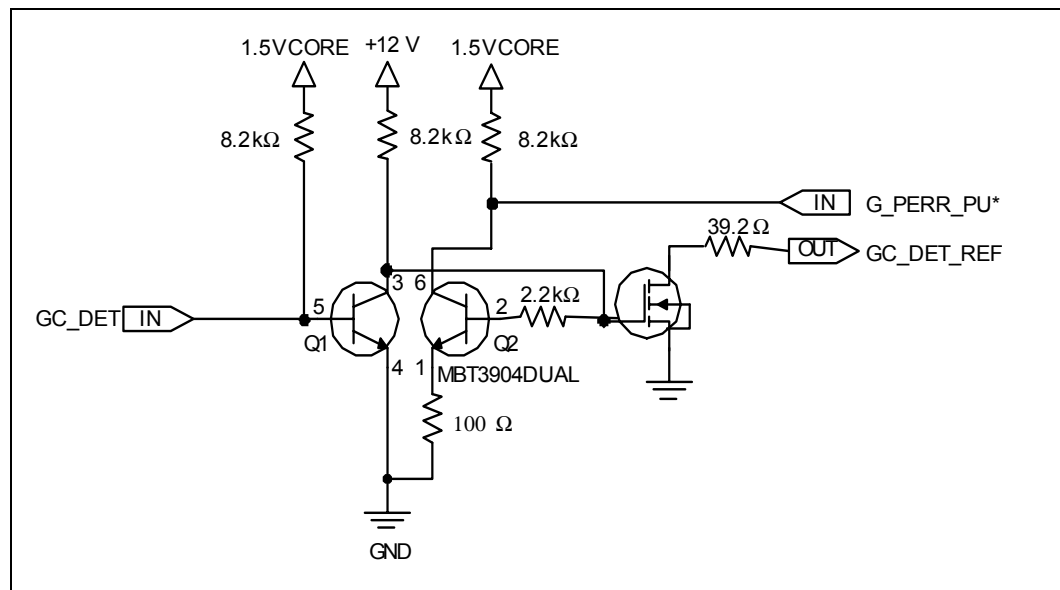 1.5VCORE +12 V 1.5VCORE
8.2kΩ 8.2kΩ 8.2kΩ
IN G_PERR_PU*
39.2 Ω
OUT GC_DET_REF
3 6
GC_DET IN 5 2 2.2kΩ
Q1 Q2
4 1 MBT3904DUAL
100 Ω
GND